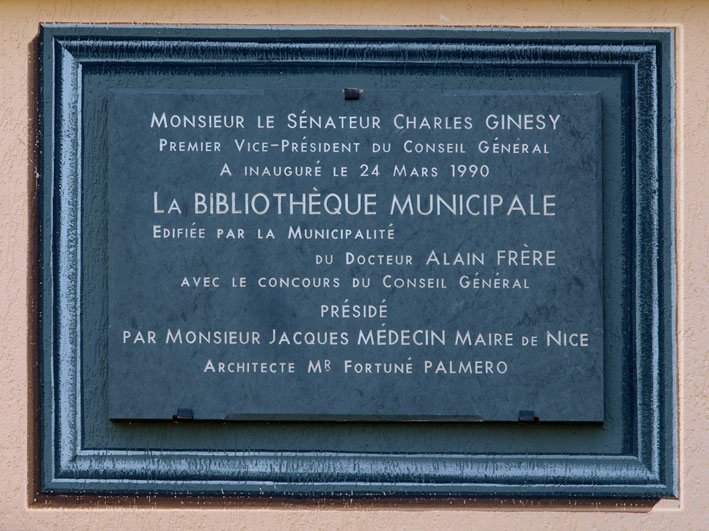 MONSIEUR LE SÉNATEUR CHARLES GINESY
PREMIER VICE-PRÉSIDENT DU CONSEIL GÉNÉRAL
A INAUGURÉ LE 24 MARS 1990
LA BIBLIOTHÈQUE MUNICIPALE
EDIFIÉE PAR LA MUNICIPALITÉ
DU DOCTEUR ALAIN FRÈRE
AVEC LE CONCOURS DU CONSEIL GÉNÉRAL
PRÉSIDÉ
PAR MONSIEUR JACQUES MÉDECIN MAIRE DE NICE
ARCHITECTE MR FORTUNÉ PALMERO